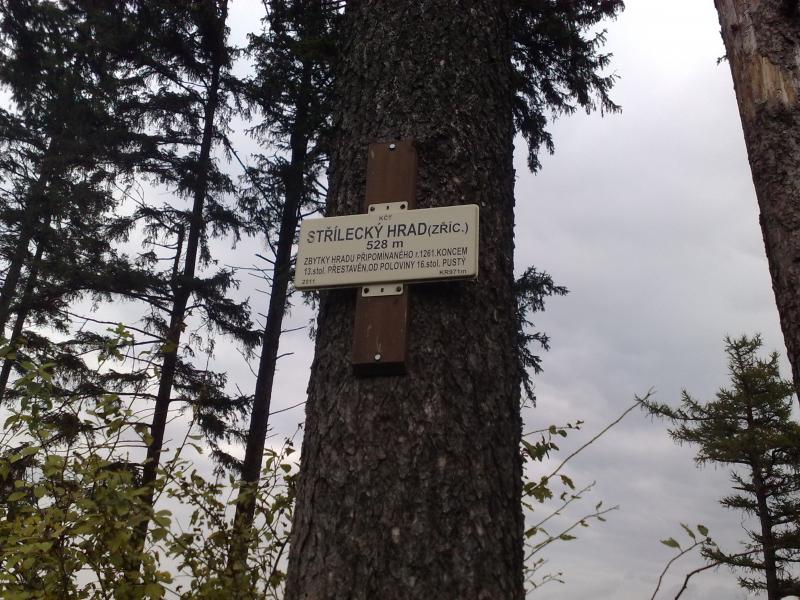 KČT
STŘÍLECKÝ HRAD(ZŘÍC.)
528 m
ZBYTKY HRADU PŘIPOMÍNANÉHO r.1261.KONCEM
13.stol. PŘESTAVĚN,OD POLOVINY 16.stol. PUSTÝ
2011 KR971m